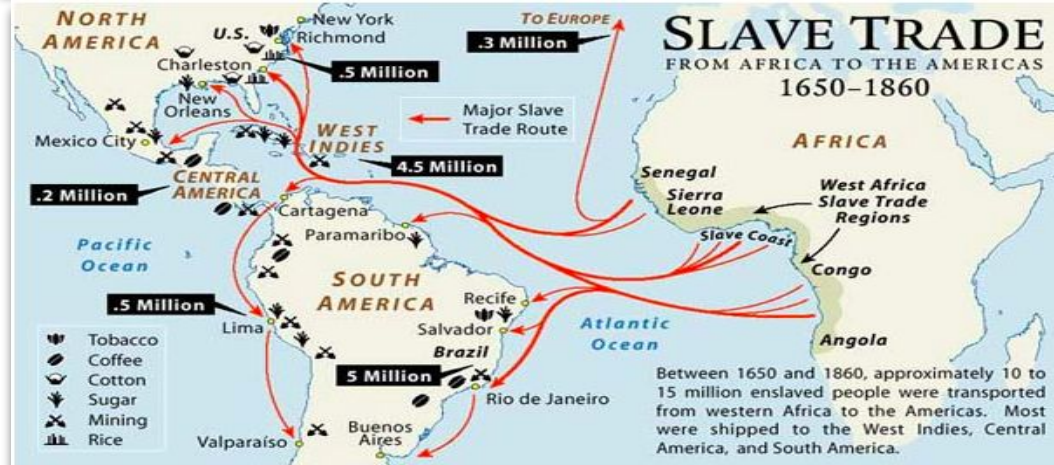 SLAVE TRADE
FROM AFRICA TO THE AMERICAS
1650–1860
NORTH
AMERICA
U.S.
New York
Richmond
Charleston
New
Orleans
Mexico City
.5 Million
TO EUROPE
.3 Million
Major Slave
Trade Route
WEST
INDIES
4.5 Million
CENTRAL
AMERICA
.2 Million
Cartagena
Paramaribo
Pacific
Ocean
SOUTH
AMERICA
.5 Million
Lima
Recife
Salvador
Brazil
5 Million
Rio de Janeiro
Buenos
Aires
Valparaíso
Atlantic
Ocean
AFRICA
Senegal
Sierra
Leone
West Africa
Slave Trade
Regions
Slave Coast
Congo
Angola
Tobacco
Coffee
Cotton
Sugar
Mining
Rice
Between 1650 and 1860, approximately 10 to
15 million enslaved people were transported
from western Africa to the Americas. Most
were shipped to the West Indies, Central
America, and South America.